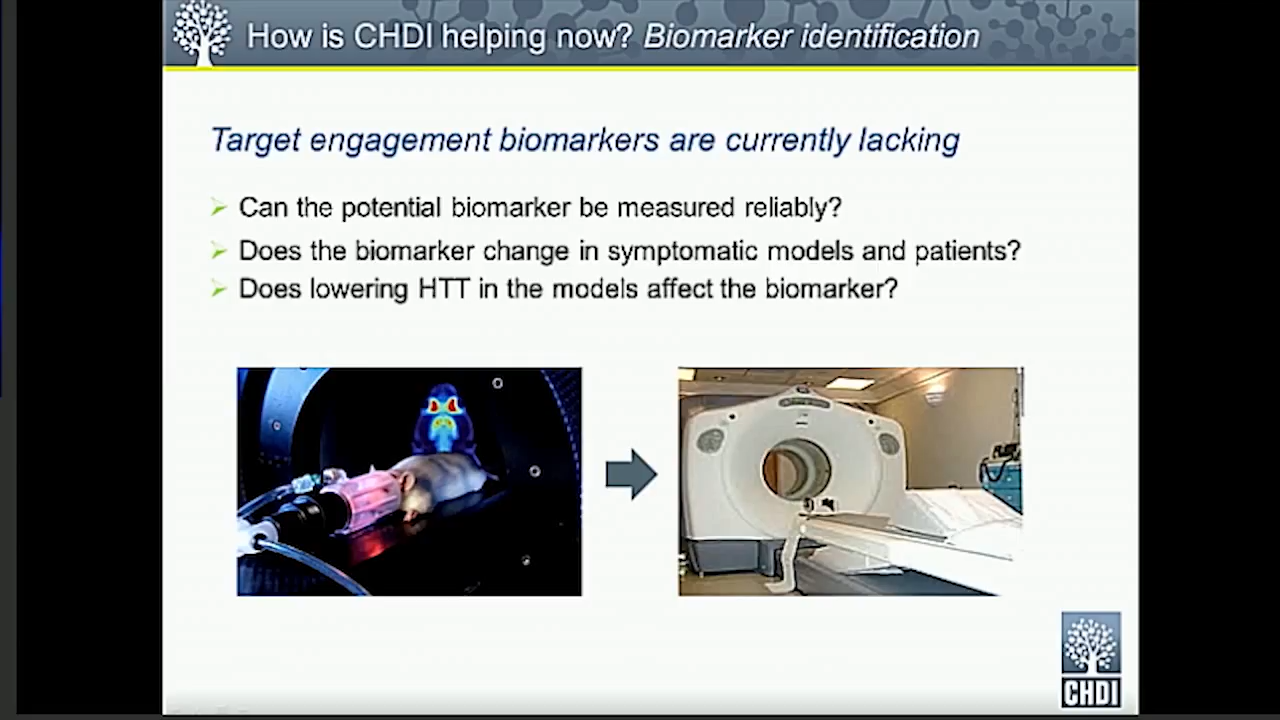 How is CHDI helping now? Biomarker identification
Target engagement biomarkers are currently lacking
Can the potential biomarker be measured reliably?
Does the biomarker change in symptomatic models and patients?
Does lowering HTT in the models affect the biomarker?
CHDI